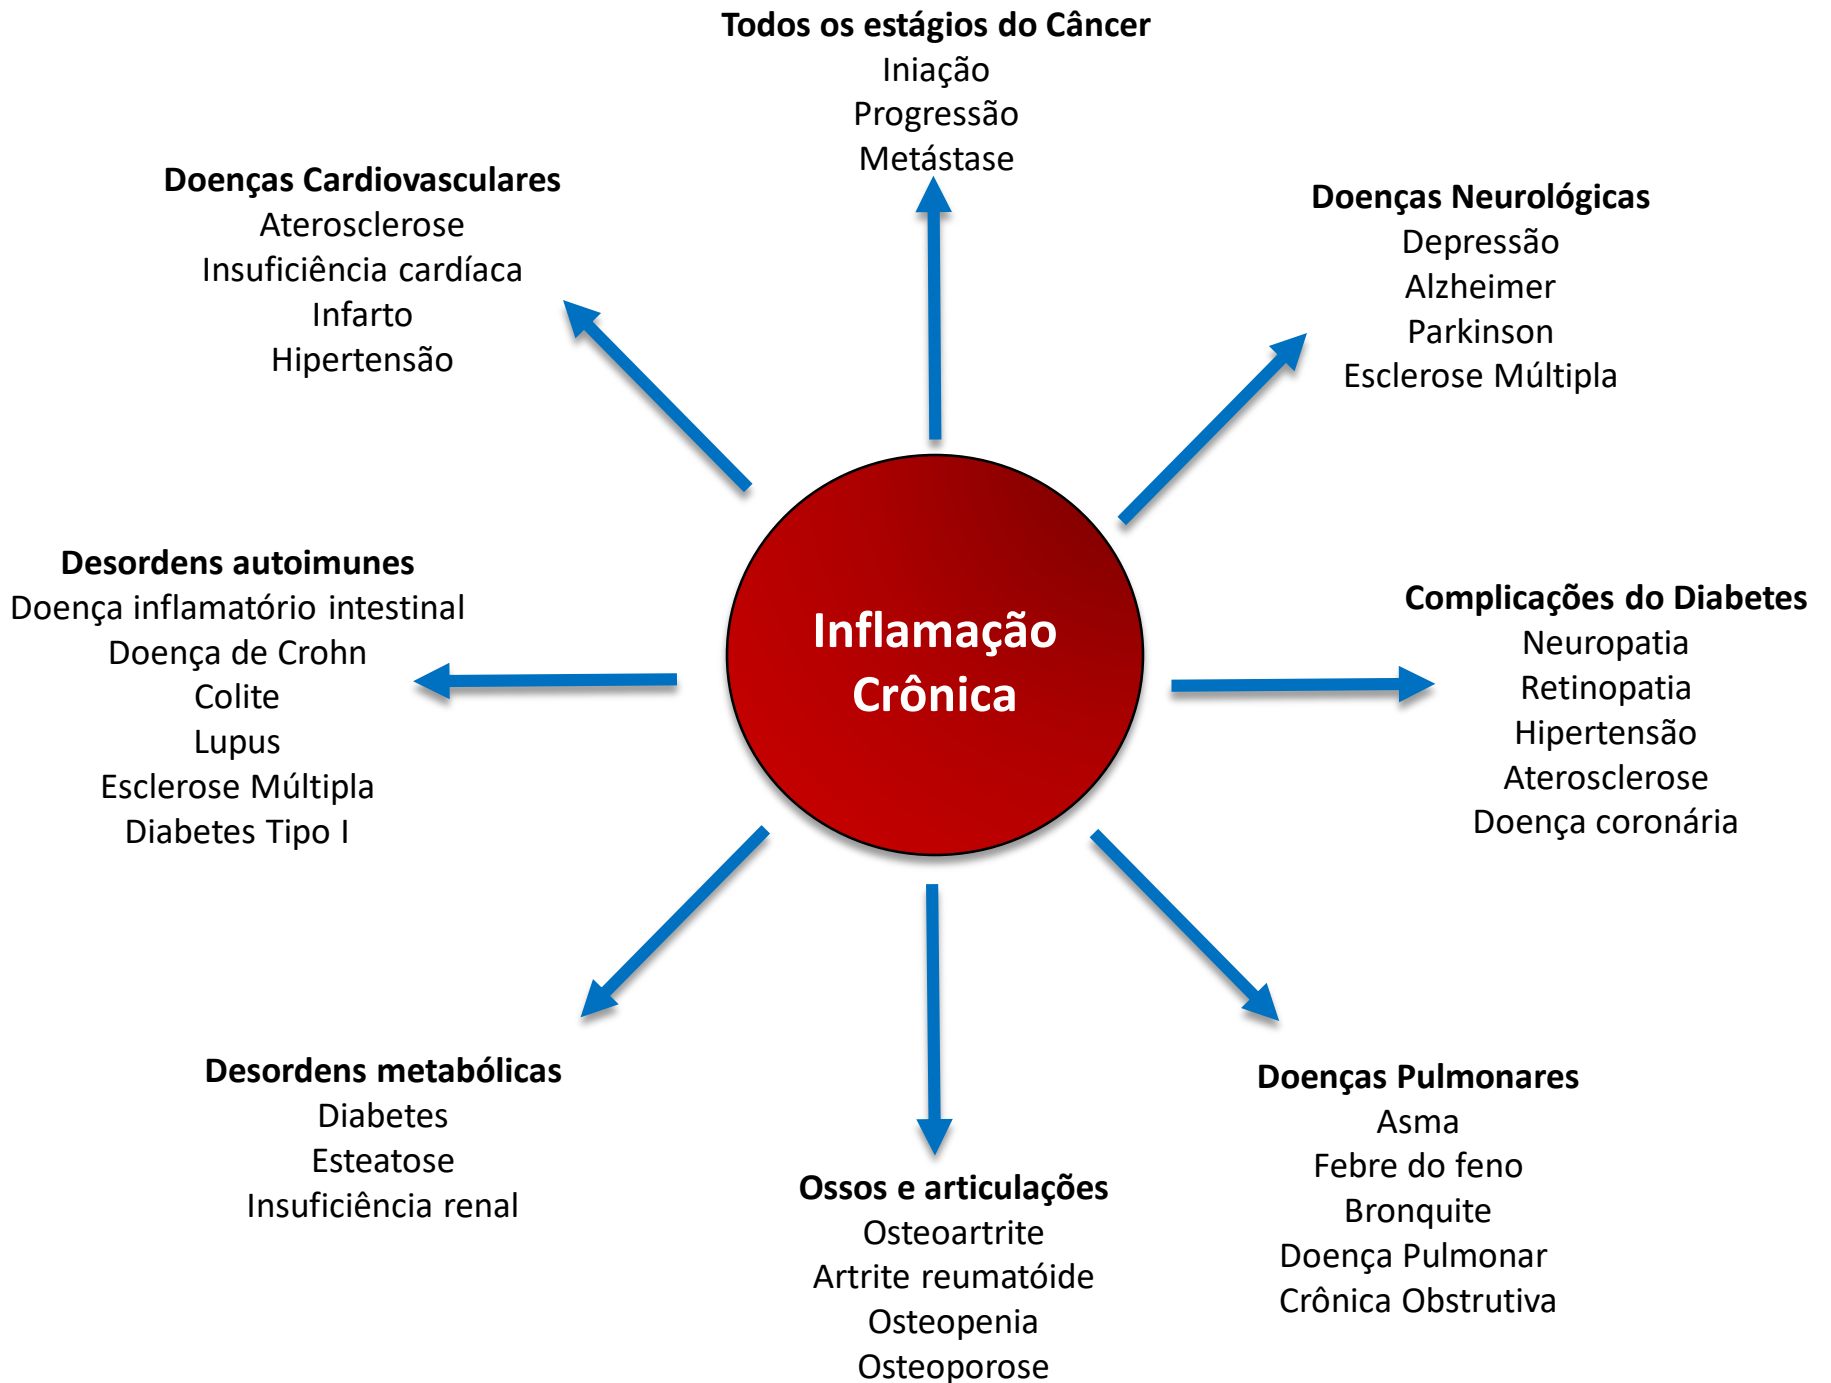 Todos os estágios do Câncer
Iniação
Progressão
Metástase
Doenças Cardiovasculares
Aterosclerose
Insuficiência cardíaca
Infarto
Hipertensão
Doenças Neurológicas
Depressão
Alzheimer
Parkinson
Esclerose Múltipla
Desordens autoimunes
Doença inflamatório intestinal
Doença de Crohn
Colite
Lupus
Esclerose Múltipla
Diabetes Tipo I
Inflamação
Crônica
Complicações do Diabetes
Neuropatia
Retinopatia
Hipertensão
Aterosclerose
Doença coronária
Desordens metabólicas
Diabetes
Esteatose
Insuficiência renal
Ossos e articulações
Osteoartrite
Artrite reumatóide
Osteopenia
Osteoporose
Doenças Pulmonares
Asma
Febre do feno
Bronquite
Doença Pulmonar
Crônica Obstrutiva